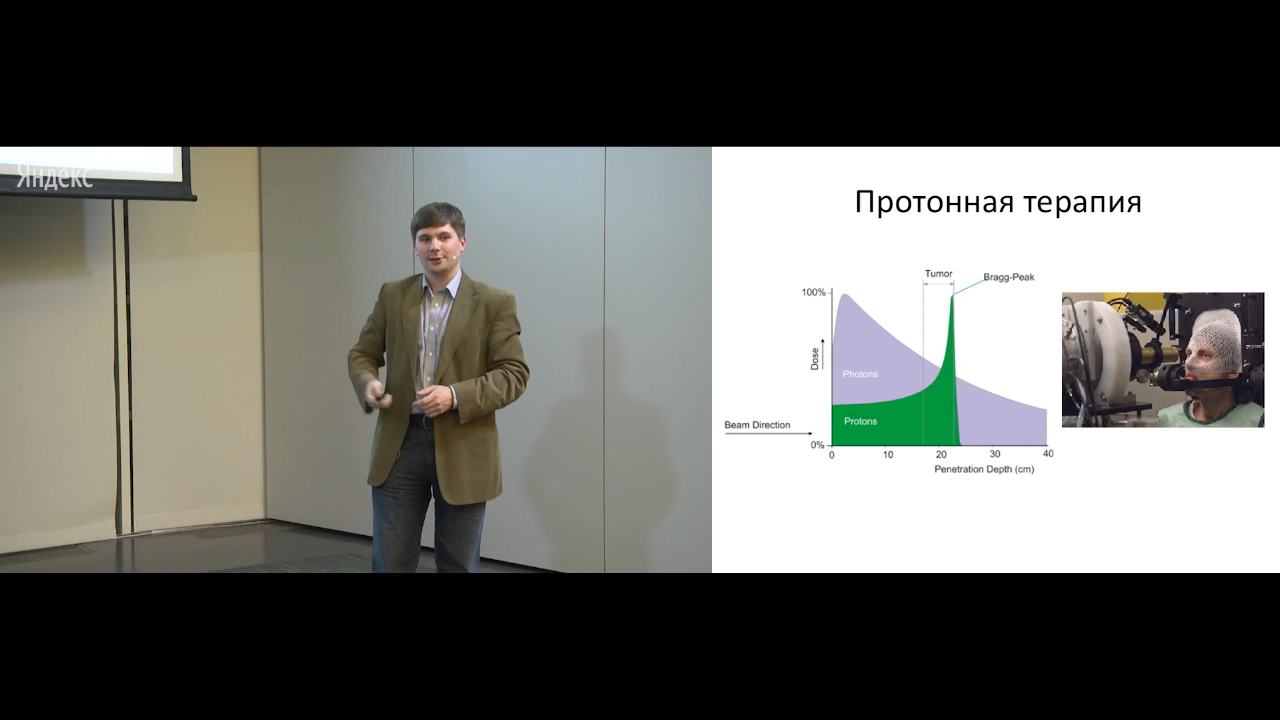 Яндекс
Протонная терапия
Tumor
Bragg-Peak
100%
Dose
Photons
Protons
Beam Direction
0%
0 10 20 30 40
Penetration Depth (cm)